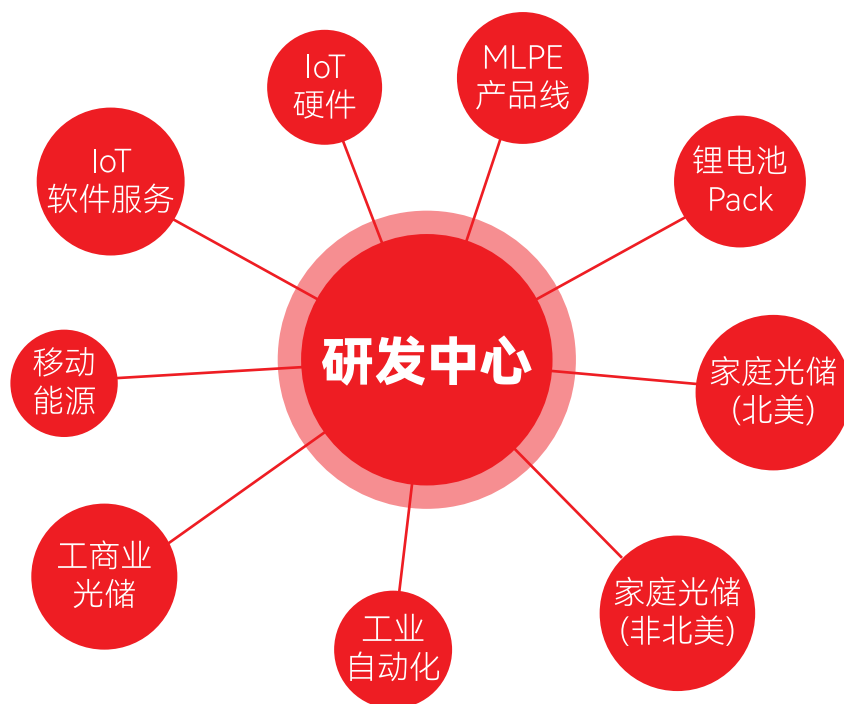 IoT
硬件
MLPE
产品线
IoT
软件服务
锂电池
Pack
研发中心
移动
能源
家庭光储
(北美)
工商业
光储
家庭光储
(非北美)
工业
自动化